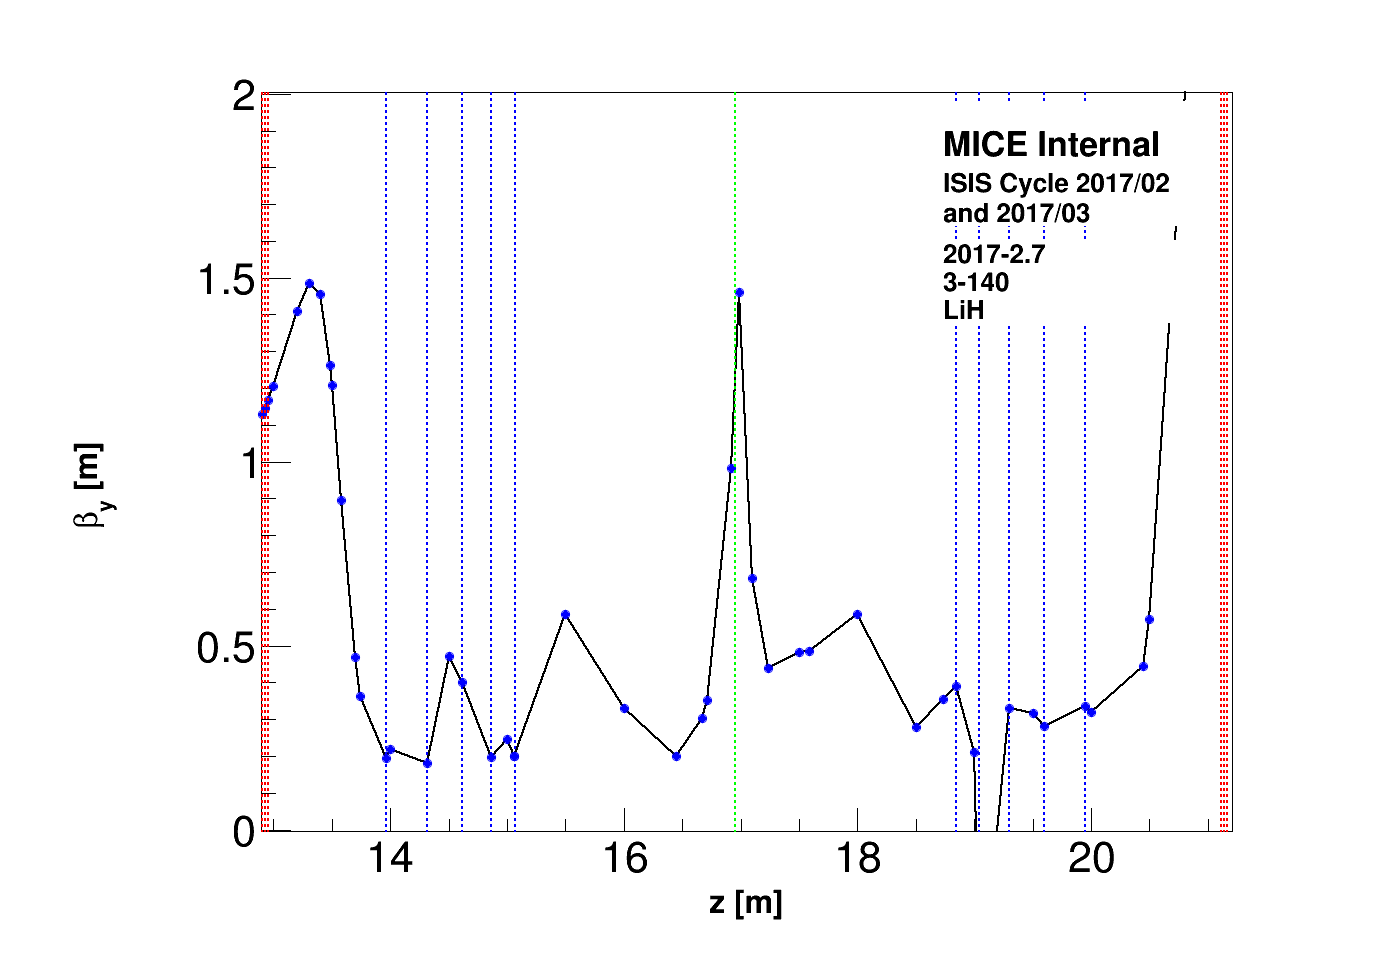 2
1.5
1
0.5
0
14 16 18 20
z [m]
βy [m]
MICE Internal
ISIS Cycle 2017/02
and 2017/03
2017-2.7
3-140
LiH